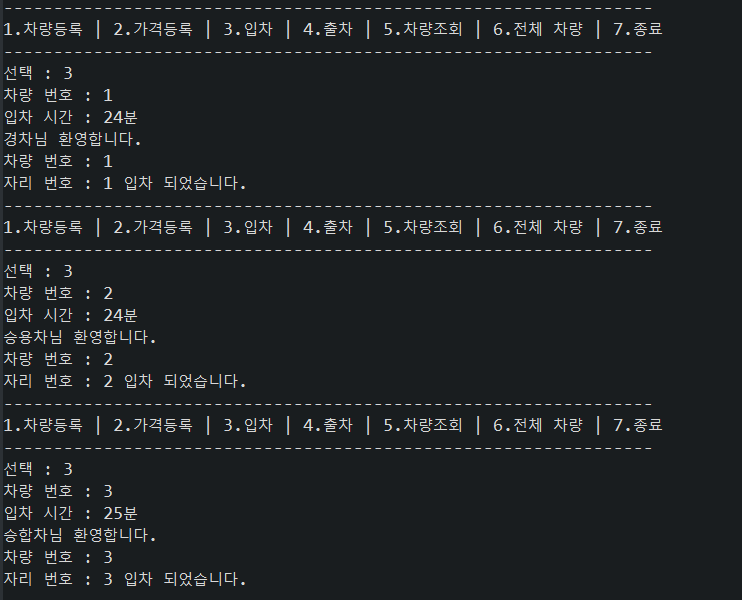 -----------------------------------------------------------------
1.차량등록 | 2.가격등록 | 3.입차 | 4.출차 | 5.차량조회 | 6.전체 차량 | 7.종료
-----------------------------------------------------------------
선택 : 3
차량 번호 : 1
입차 시간 : 24분
경차님 환영합니다.
차량 번호 : 1
자리 번호 : 1 입차 되었습니다.
-----------------------------------------------------------------
1.차량등록 | 2.가격등록 | 3.입차 | 4.출차 | 5.차량조회 | 6.전체 차량 | 7.종료
-----------------------------------------------------------------
선택 : 3
차량 번호 : 2
입차 시간 : 24분
승용차님 환영합니다.
차량 번호 : 2
자리 번호 : 2 입차 되었습니다.
-----------------------------------------------------------------
1.차량등록 | 2.가격등록 | 3.입차 | 4.출차 | 5.차량조회 | 6.전체 차량 | 7.종료
-----------------------------------------------------------------
선택 : 3
차량 번호 : 3
입차 시간 : 25분
승합차님 환영합니다.
차량 번호 : 3
자리 번호 : 3 입차 되었습니다.